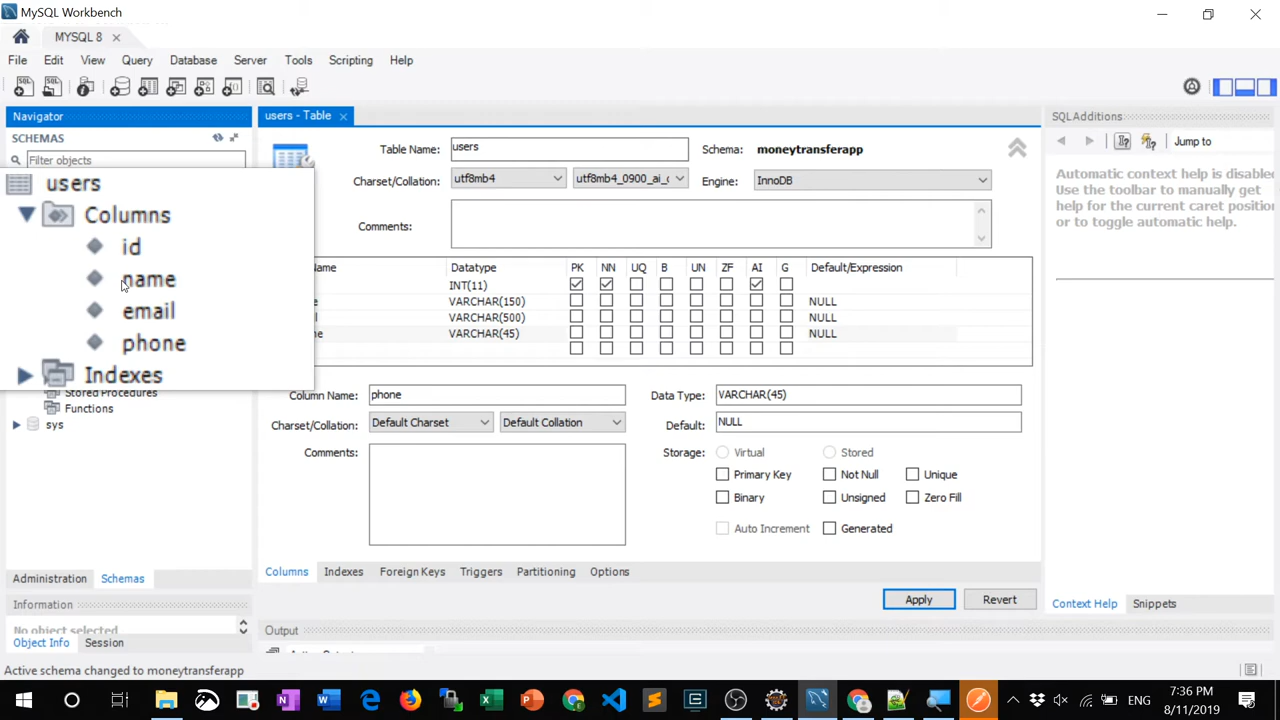 MySQL Workbench
MYSQL 8
File Edit View Query Database Server Tools Scripting Help
Navigator
SCHEMAS
Filter objects
users
Columns
id
name
email
phone
Indexes
Stored Procedures
Functions
sys
Administration Schemas
Information
No object selected
Object Info Session
users - Table
Table Name: users Schema: moneytransferapp
Charset/Collation: utf8mb4 utf8mb4_0900_ai_c Engine: InnoDB
Comments:
Name Datatype PK NN UQ B UN ZF AI G Default/Expression
INT(11)
VARCHAR(150) NULL
VARCHAR(500) NULL
VARCHAR(45) NULL
Column Name: phone Data Type: VARCHAR(45)
Charset/Collation: Default Charset Default Collation Default: NULL
Comments: Storage: Virtual Stored
Primary Key Not Null Unique
Binary Unsigned Zero Fill
Auto Increment Generated
Columns Indexes Foreign Keys Triggers Partitioning Options
Apply Revert
Output
SQLAdditions
Jump to
Automatic context help is disabled
Use the toolbar to manually get
help for the current caret position
or to toggle automatic help.
Context Help Snippets
Active schema changed to moneytransferapp
ENG
7:36 PM
8/11/2019